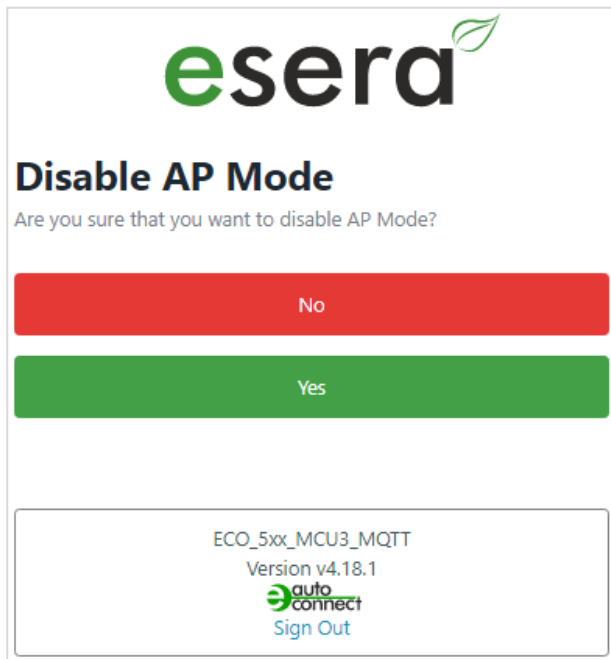 esera
Disable AP Mode
Are you sure that you want to disable AP Mode?
No
Yes
ECO_5xx_MCU3_MQTT
Version v4.18.1
e auto
connect
Sign Out